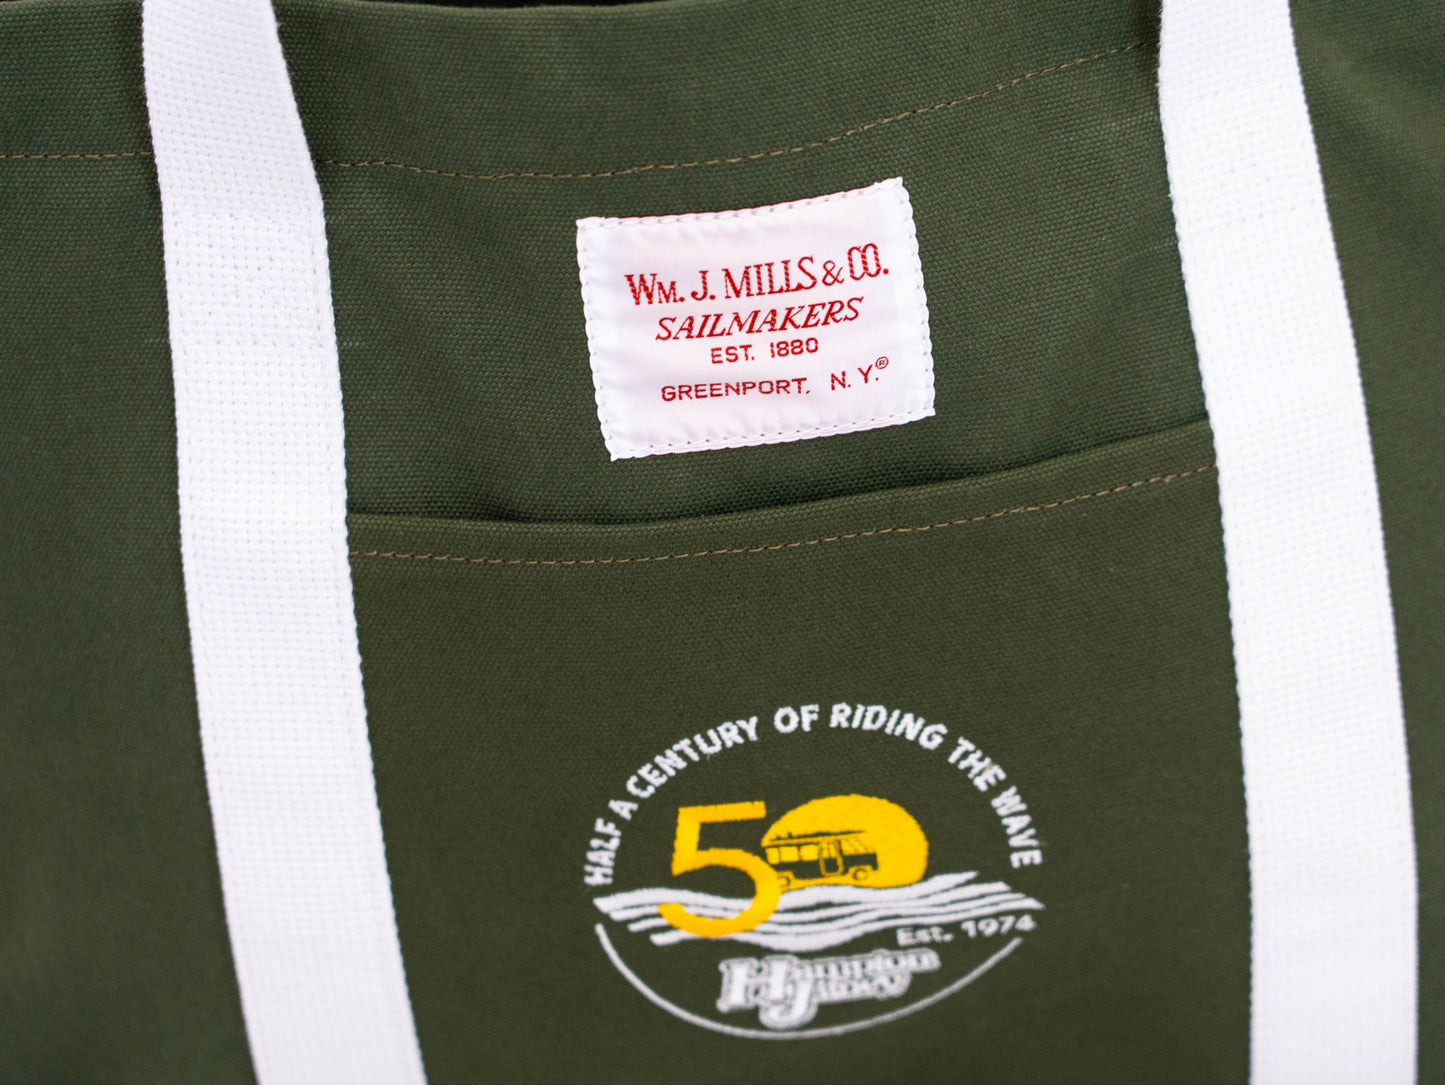 WM. J. MILLS & CO.
SAILMAKERS
EST. 1880
GREENPORT, N.Y.®
HALF A CENTURY OF RIDING THE WAVE
50
Est. 1974
Hampton
Jitney